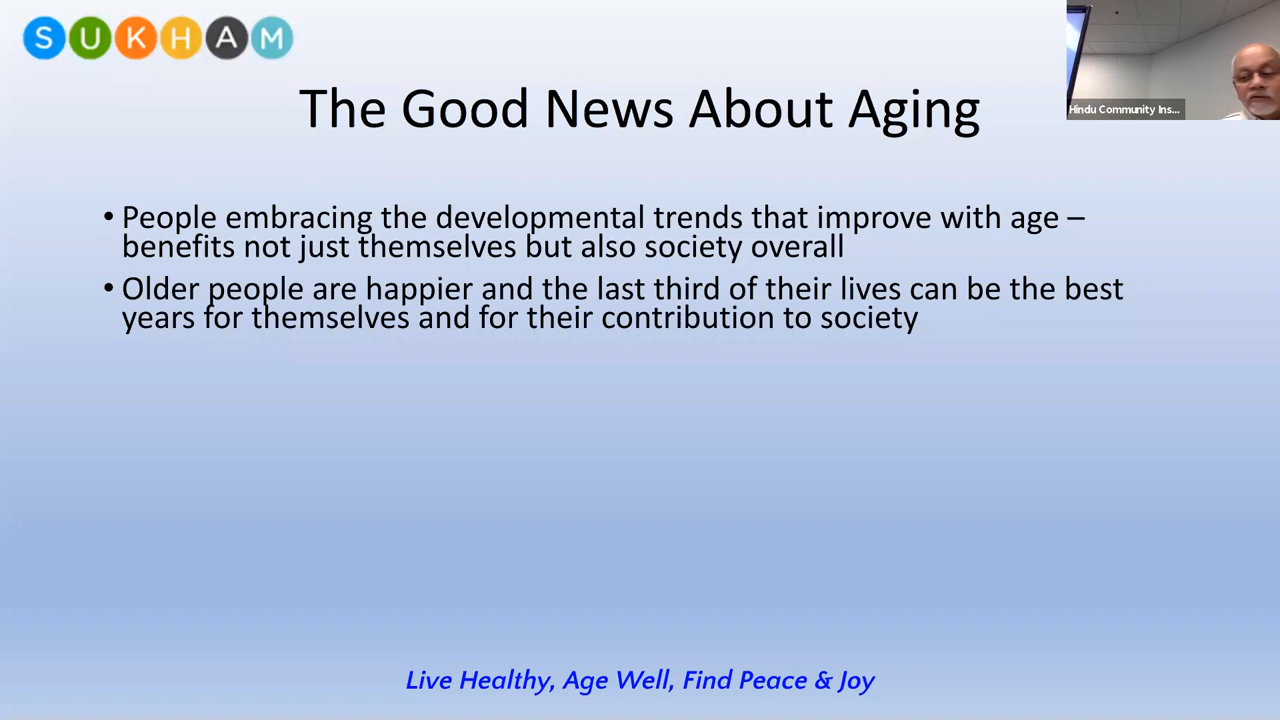 SUKHAM
Hindu Community Ins...
The Good News About Aging
• People embracing the developmental trends that improve with age –
benefits not just themselves but also society overall
• Older people are happier and the last third of their lives can be the best
years for themselves and for their contribution to society
Live Healthy, Age Well, Find Peace & Joy